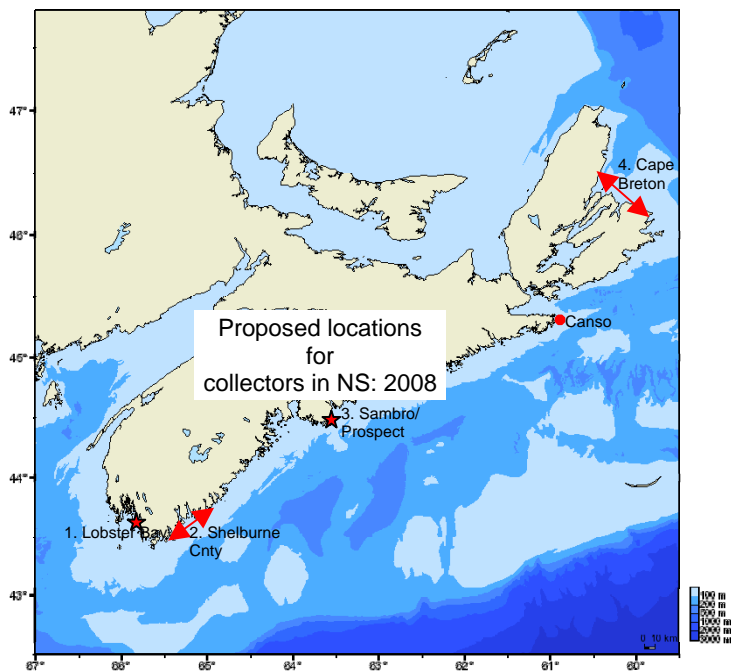 47°
4. Cape
Breton
46°
Proposed locations
for
collectors in NS: 2008
Canso
45°
3. Sambro/
Prospect
44°
1. Lobster Bay
2. Shelburne
Cnty
43°
100 m
200 m
500 m
1000 m
2000 m
3000 m
0 10 km
67° 66° 65° 64° 63° 62° 61° 60°